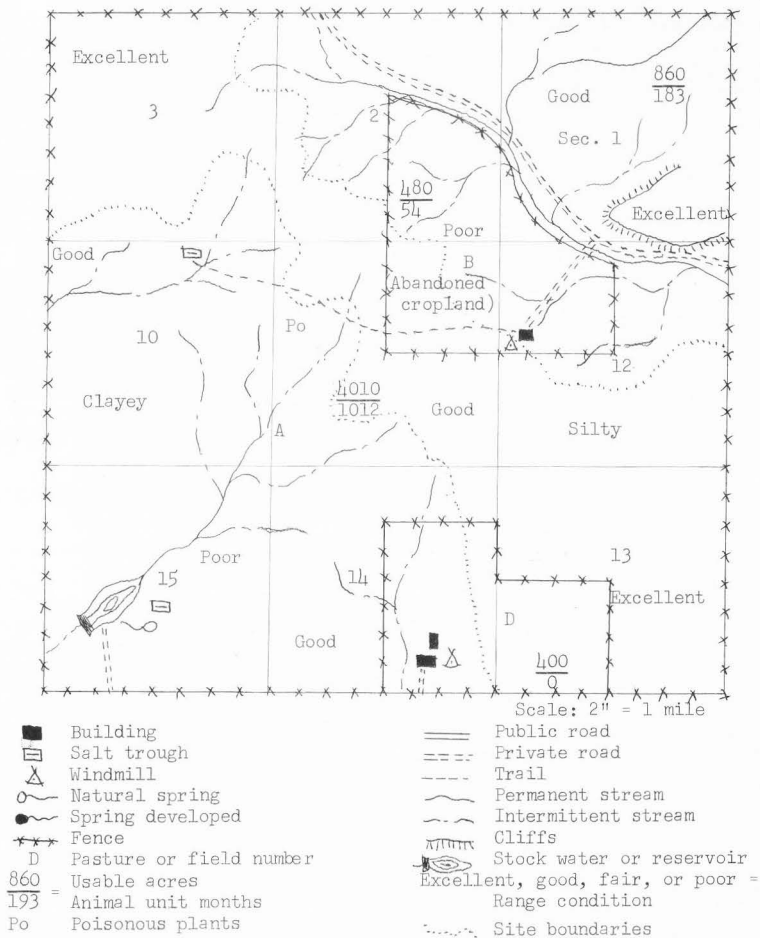 Excellent
860
183
Good
3
2
Sec. 1
480
54
Excellent
Poor
Good
B
Abandoned
cropland)
Po
10
12
4010
1012
Clayey
Good
Silty
A
13
Poor
15
14
Excellent
D
Good
400
0
Scale: 2" = 1 mile
Building
Salt trough
Windmill
Natural spring
Spring developed
Fence
D Pasture or field number
860
193
= Usable acres
Animal unit months
Po Poisonous plants
Public road
Private road
Trail
Permanent stream
Intermittent stream
Cliffs
Stock water or reservoir
Excellent, good, fair, or poor =
Range condition
Site boundaries